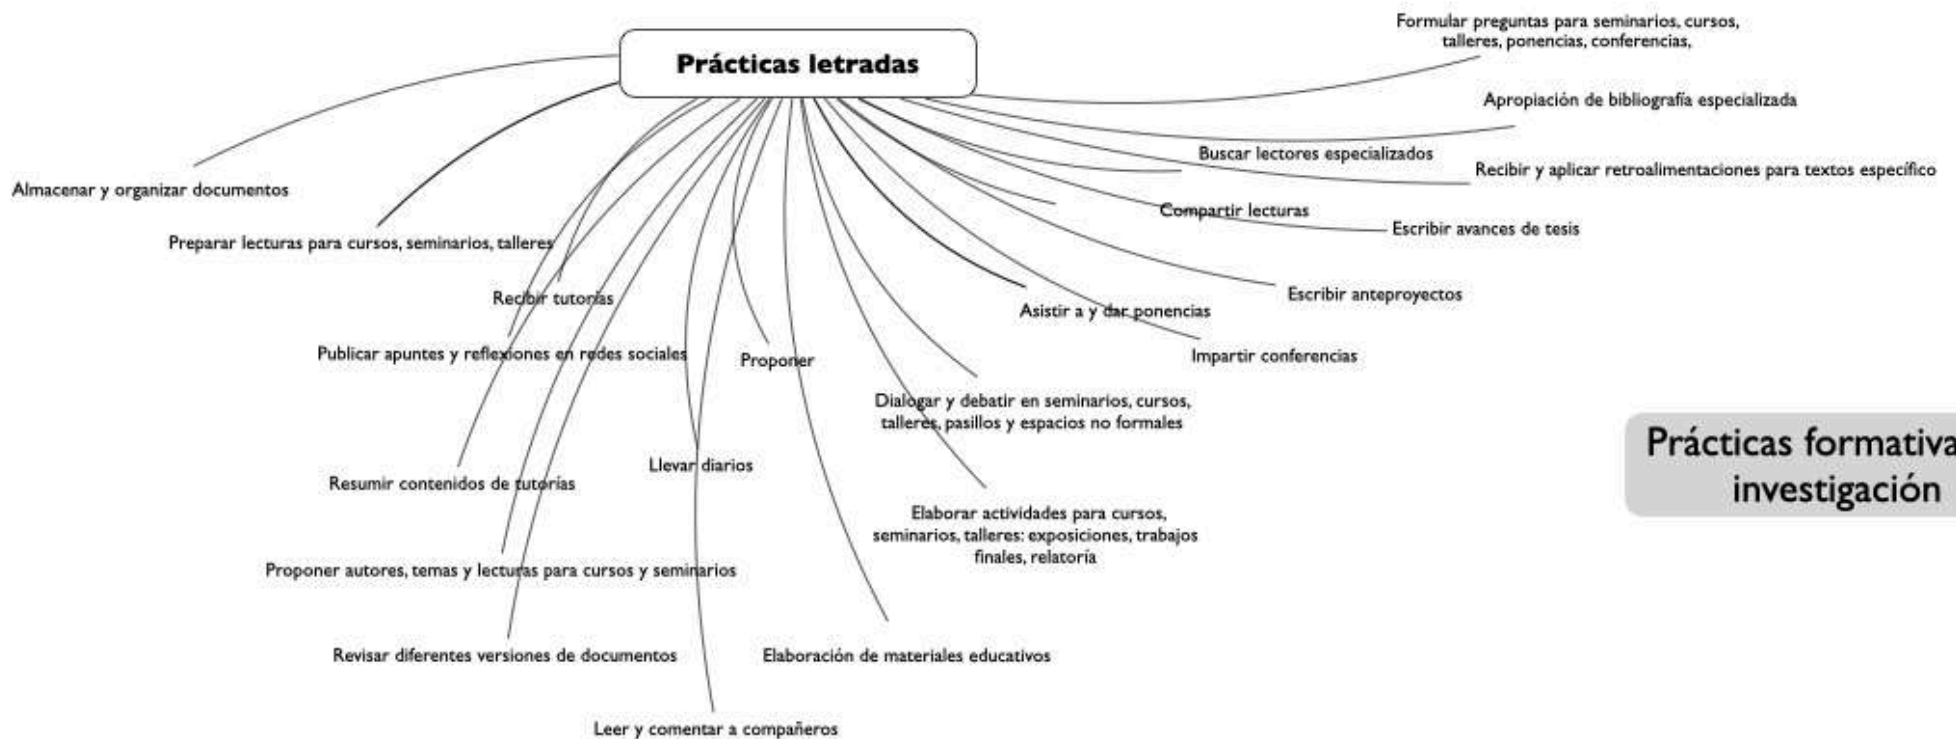 Prácticas letradas
Formular preguntas para seminarios, cursos,
talleres, ponencias, conferencias,
Apropiación de bibliografía especializada
Buscar lectores especializados
Recibir y aplicar retroalimentaciones para textos específico
Almacenar y organizar documentos
Compartir lecturas
Escribir avances de tesis
Preparar lecturas para cursos, seminarios, talleres
Recibir tutorías
Escribir anteproyectos
Asistir a y dar ponencias
Publicar apuntes y reflexiones en redes sociales
Proponer
Impartir conferencias
Dialogar y debatir en seminarios, cursos,
talleres, pasillos y espacios no formales
Llevar diarios
Resumir contenidos de tutorías
Elaborar actividades para cursos,
seminarios, talleres: exposiciones, trabajos
finales, relatoría
Proponer autores, temas y lecturas para cursos y seminarios
Revisar diferentes versiones de documentos
Elaboración de materiales educativos
Leer y comentar a compañeros
Prácticas formativa
investigación